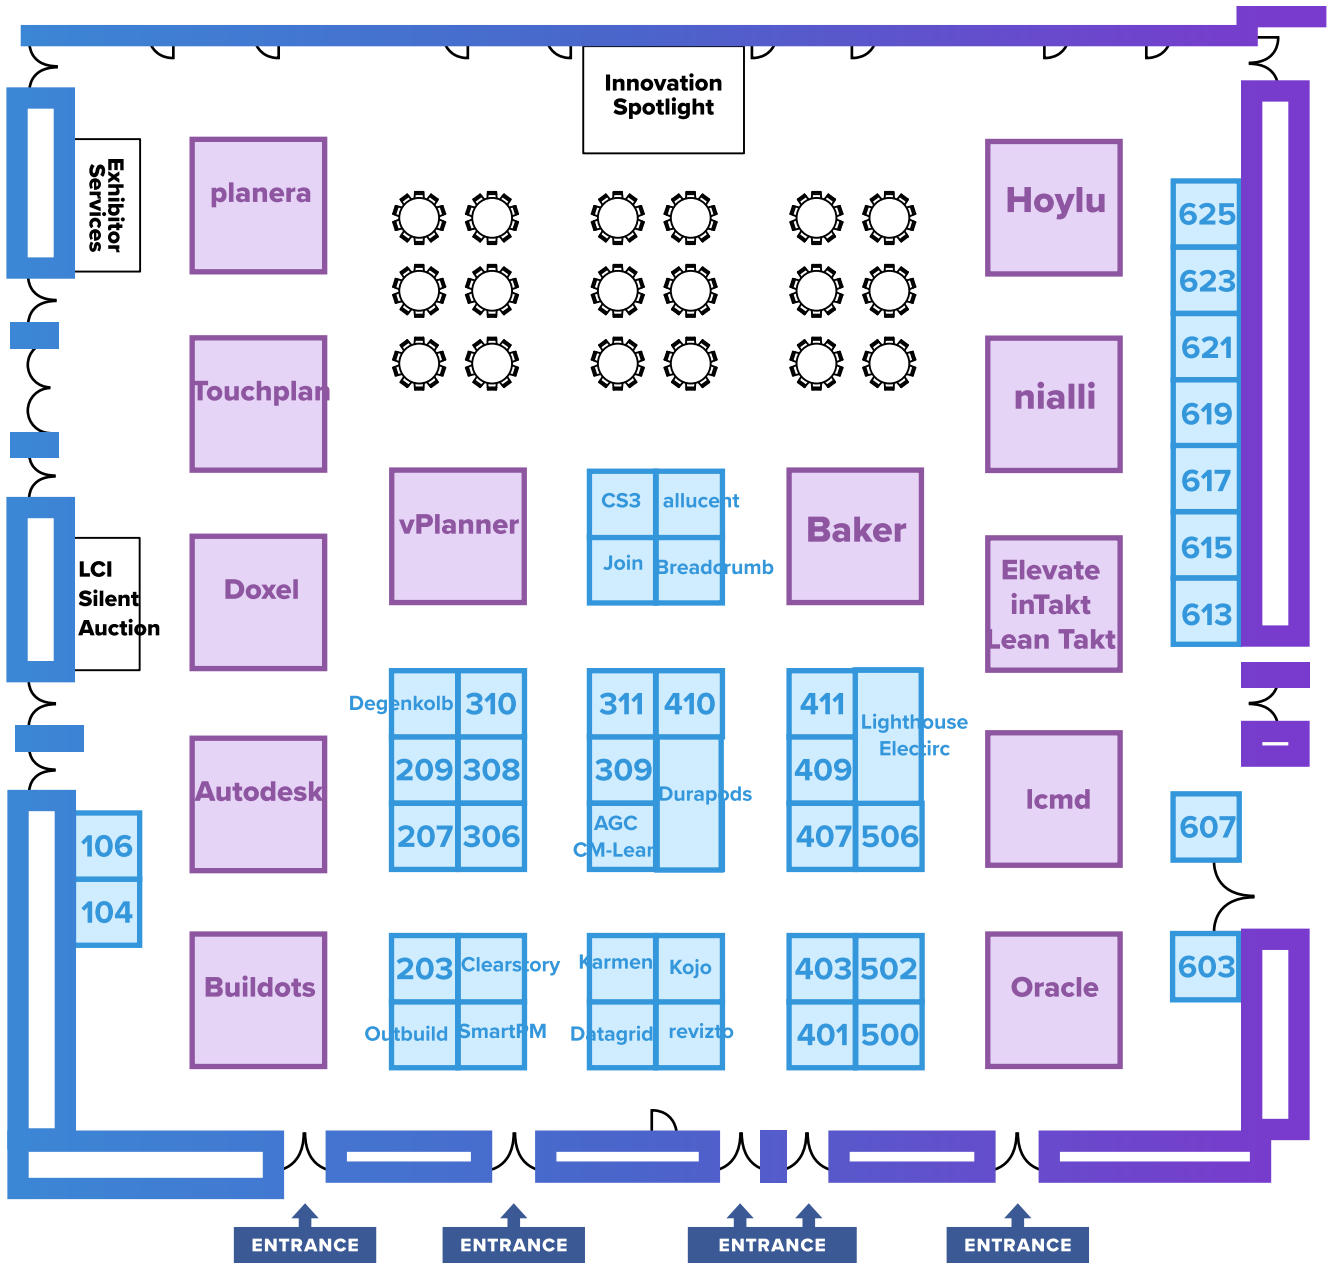 Innovation
Spotlight
Exhibitor
Services
planera
Hoylu
625
623
621
619
617
615
613
Touchplan
nialli
vPlanner
CS3
allucent
Join
Breadcrumb
Baker
LCI
Silent
Auction
Doxel
Elevate
inTakt
Lean Takt
Degenkolb
310
209
308
207
306
311
410
309
Durapods
AGC
CM-Lean
411
Lighthouse
Electirc
409
407
506
Autodesk
lcmd
106
104
607
603
Buildots
203
Clearstory
Outbuild
SmartPM
Karmen
Kojo
Datagrid
revizto
403
502
401
500
Oracle
ENTRANCE
ENTRANCE
ENTRANCE
ENTRANCE